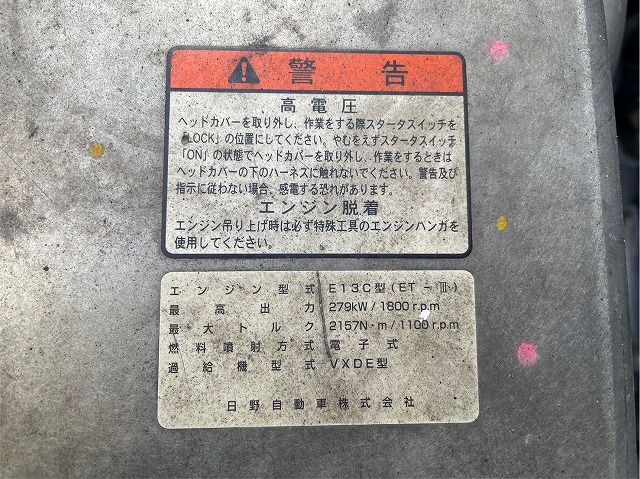 警告
高電圧
ヘッドカバーを取り外し、作業をする際スタータスイッチを
「LOCK」の位置にしてください。やむをえずスタータスイッチ
「ON」の状態でヘッドカバーを取り外し、作業をするときは
ヘッドカバーの下のハーネスに触れないでください。警告及び
指示に従わない場合、感電する恐れがあります。
エンジン脱着
エンジン吊り上げ時は必ず特殊工具のエンジンハンガを
使用してください。
エンジン型式 E13C型(ET-Ⅲ)
最高出力 279kW/1800r.p.m
最大トルク 2157N・m/1100r.p.m
燃料噴射方式 電子式
過給機型式 VXDE型
日野自動車株式会社